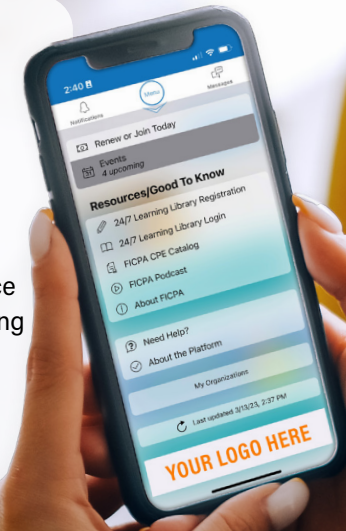 2:40
Notifications
Menu
Messages
Renew or Join Today
Events
4 upcoming
Resources/Good To Know
24/7 Learning Library Registration
24/7 Learning Library Login
FICPA CPE Catalog
FICPA Podcast
About FICPA
Need Help?
About the Platform
My Organizations
Last updated 3/13/23, 2:37 PM
YOUR LOGO HERE